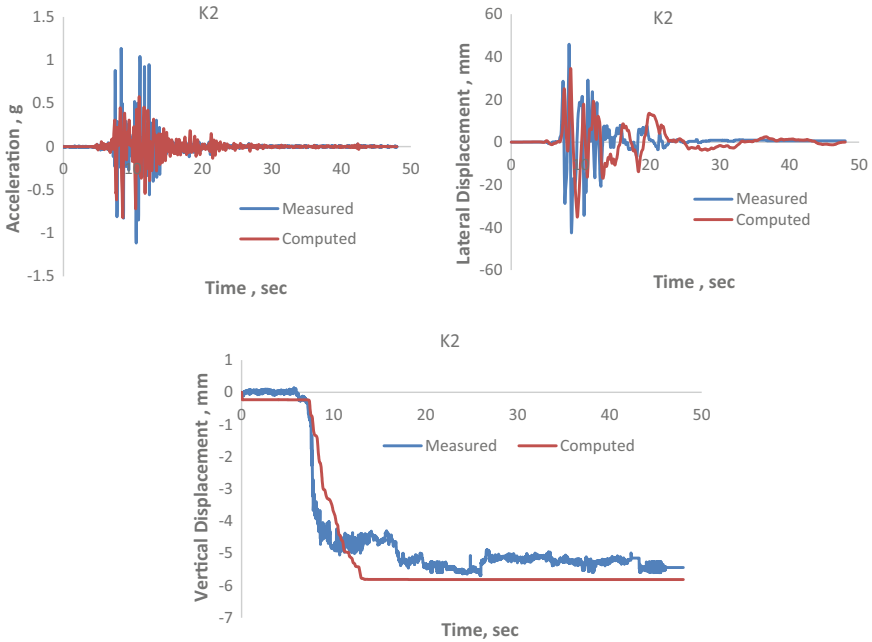 K2
1.5
1
0.5
0
-0.5
-1
-1.5
0 10 20 30 40 50
Acceleration , g
Measured
Computed
Time , sec
K2
60
40
20
0
-20
-40
-60
0 10 20 30 40 50
Lateral Displacement , mm
Measured
Computed
Time , sec
K2
1
0
-1
-2
-3
-4
-5
-6
-7
0 10 20 30 40 50
Vertical Displacement , mm
Measured Computed
Time, sec